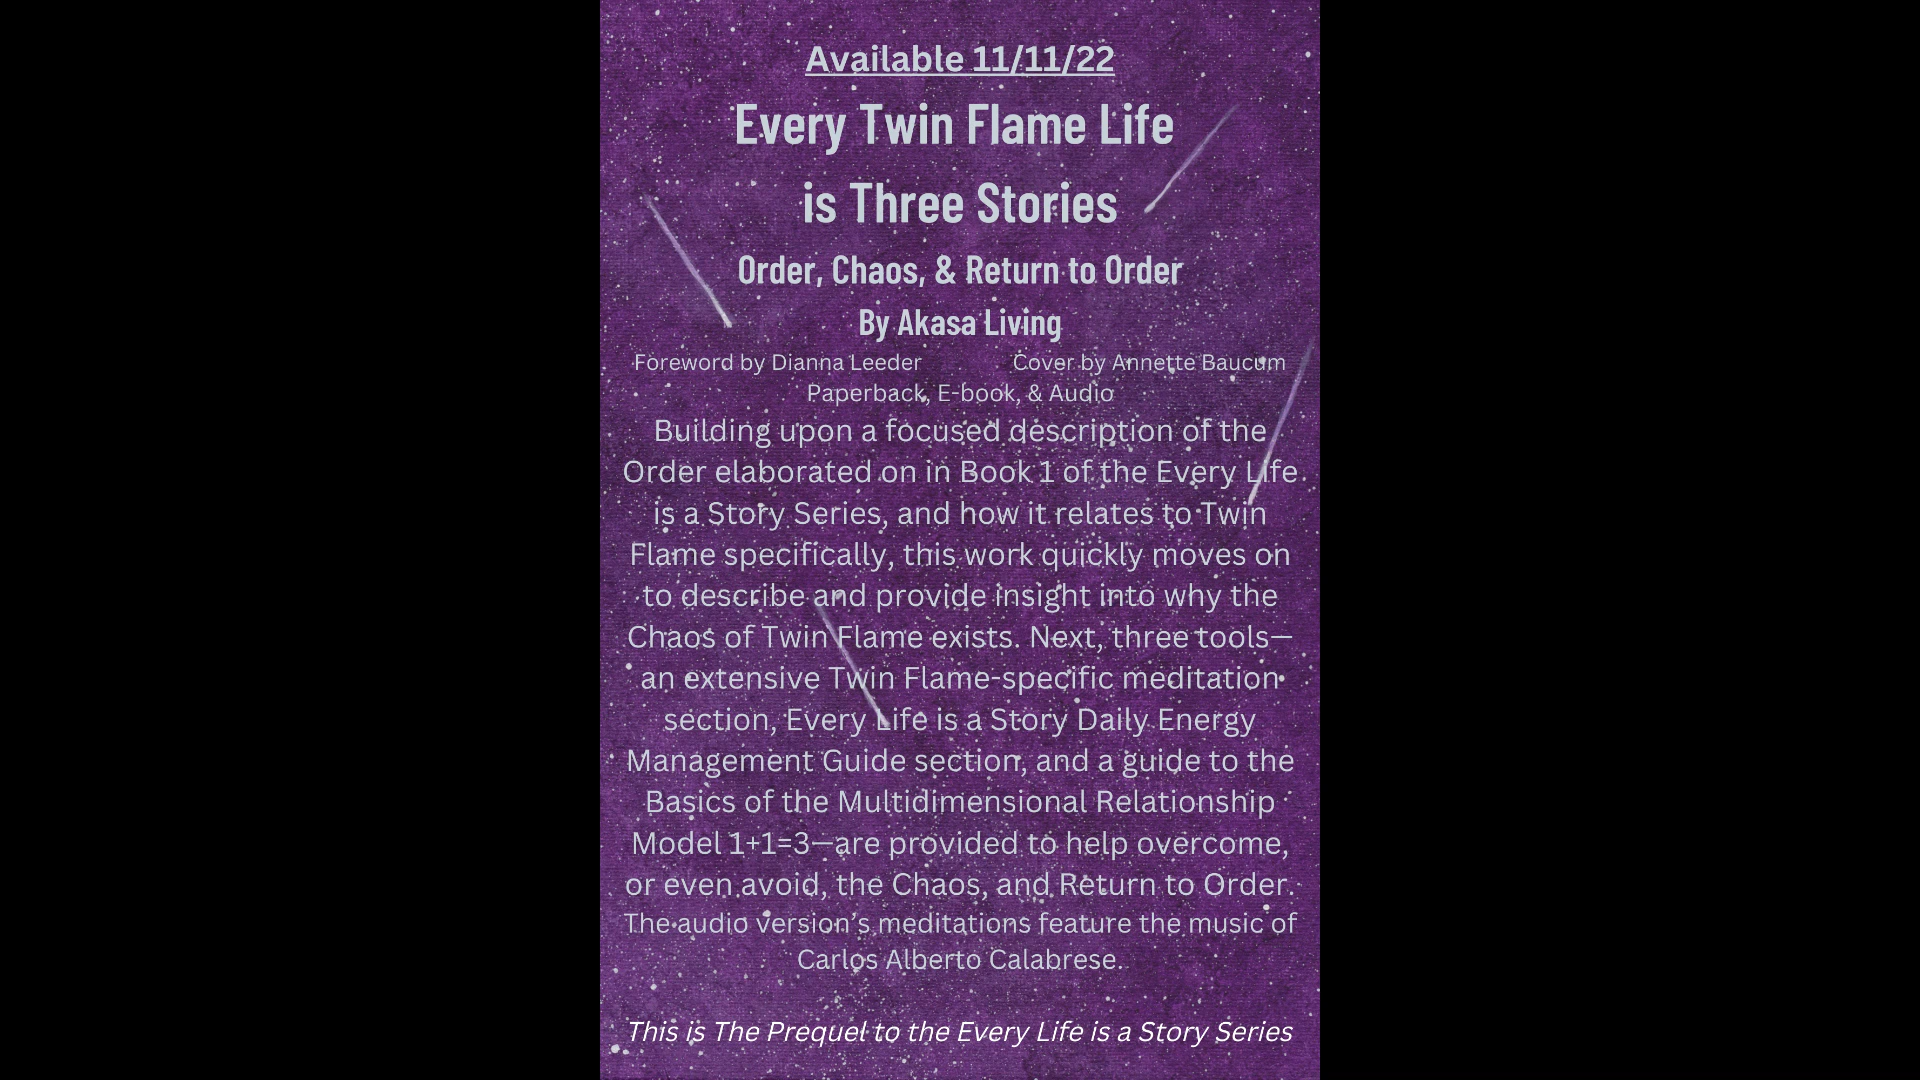 Available 11/11/22
Every Twin Flame Life
is Three Stories
Order, Chaos, & Return to Order
By Akasa Living
Foreword by Dianna Leeder Cover by Annette Baucum
Paperback, E-book, & Audio
Building upon a focused description of the
Order elaborated on in Book 1 of the Every Life
is a Story Series, and how it relates to Twin
Flame specifically, this work quickly moves on
to describe and provide insight into why the
Chaos of Twin Flame exists. Next, three tools—
an extensive Twin Flame-specific meditation
section, Every Life is a Story Daily Energy
Management Guide section, and a guide to the
Basics of the Multidimensional Relationship
Model 1+1=3—are provided to help overcome,
or even avoid, the Chaos, and Return to Order.
The audio version's meditations feature the music of
Carlos Alberto Calabrese.
This is The Prequel to the Every Life is a Story Series